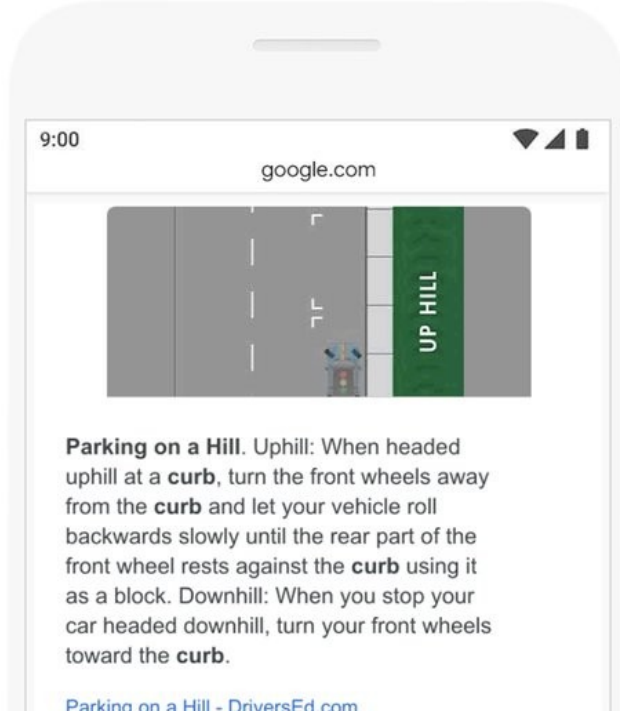 9:00
google.com
UP HILL
Parking on a Hill. Uphill: When headed
uphill at a curb, turn the front wheels away
from the curb and let your vehicle roll
backwards slowly until the rear part of the
front wheel rests against the curb using it
as a block. Downhill: When you stop your
car headed downhill, turn your front wheels
toward the curb.
Parking on a Hill - DriversEd.com